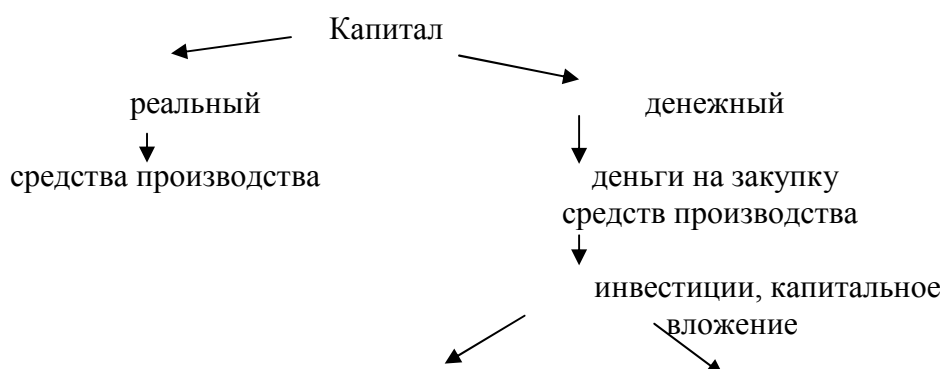 Капитал
реальный
денежный
средства производства
деньги на закупку
средств производства
инвестиции, капитальное
вложение